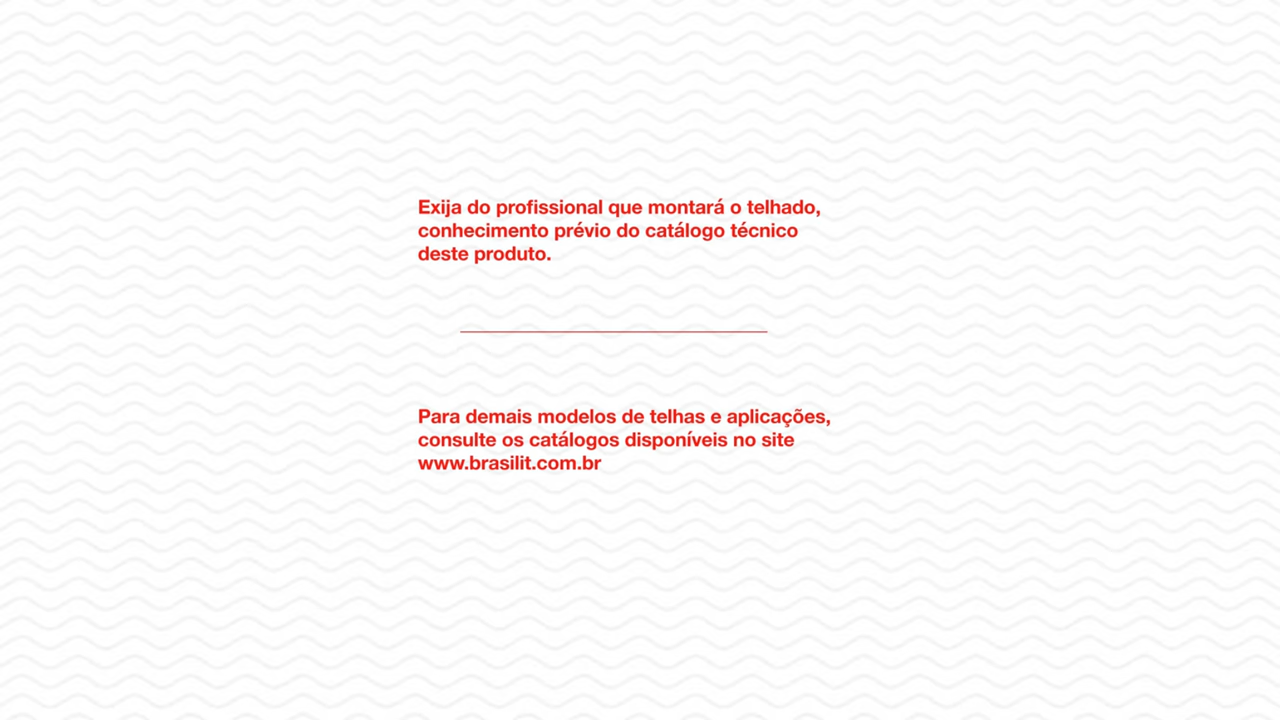 Exija do profissional que montará o telhado,
conhecimento prévio do catálogo técnico
deste produto.
Para demais modelos de telhas e aplicações,
consulte os catálogos disponíveis no site
www.brasilit.com.br